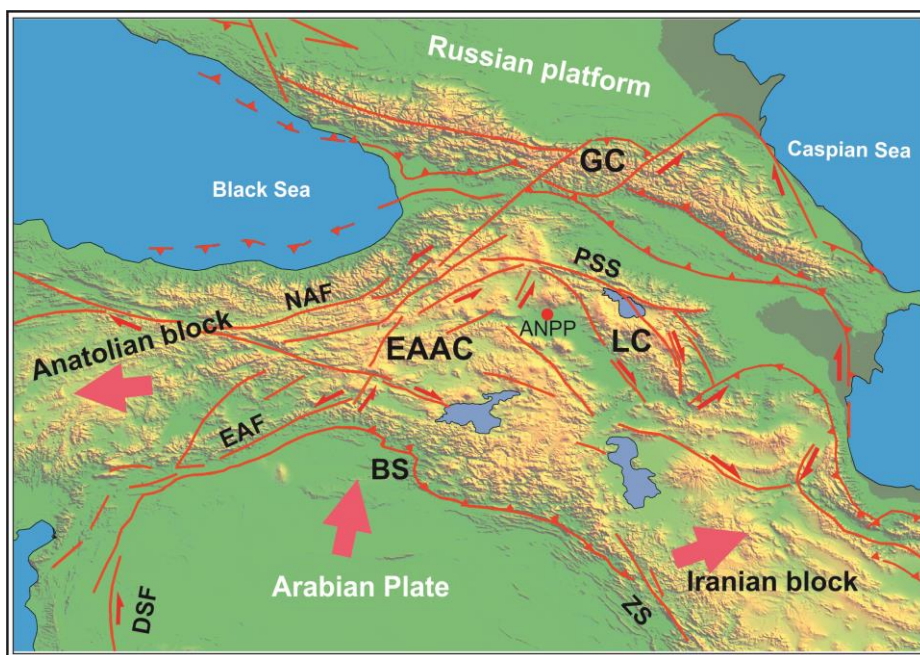 Russian platform
GC
Caspian Sea
Black Sea
PSS
NAF
ANPP
Anatolian block
EAAC
LC
EAF
BS
Arabian Plate
Iranian block
DSF
ZS